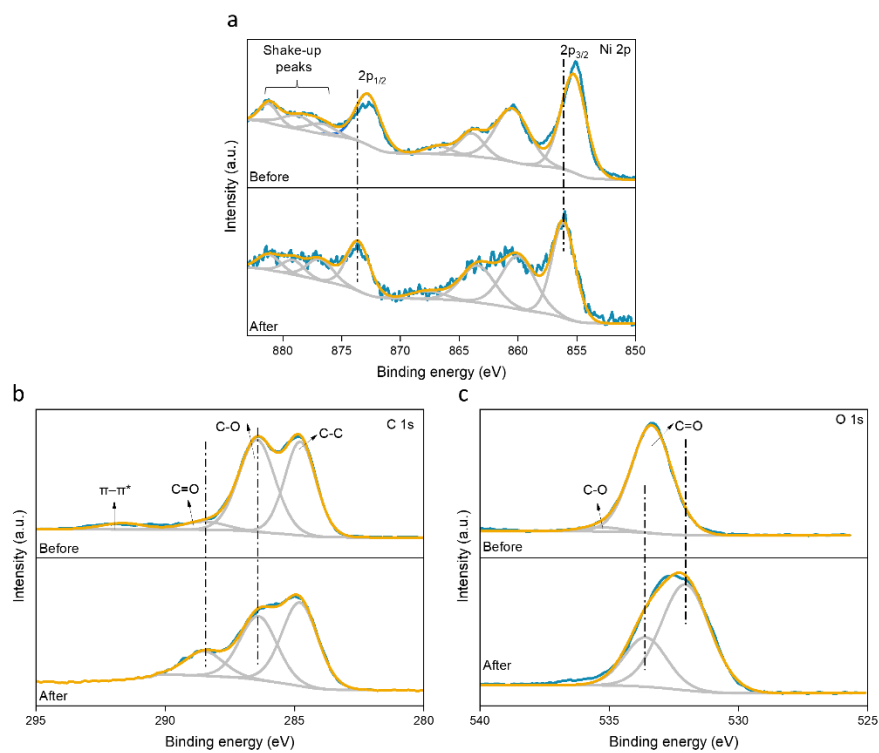 a
Shake-up
peaks
2p1/2
2p3/2
Ni 2p
Before
After
Intensity (a.u.)
880 875 870 865 860 855 850
Binding energy (eV)
b
C 1s
C-O
C-C
π–π*
C=O
Before
After
Intensity (a.u.)
295 290 285 280
Binding energy (eV)
c
O 1s
C=O
C-O
Before
After
Intensity (a.u.)
540 535 530 525
Binding energy (eV)